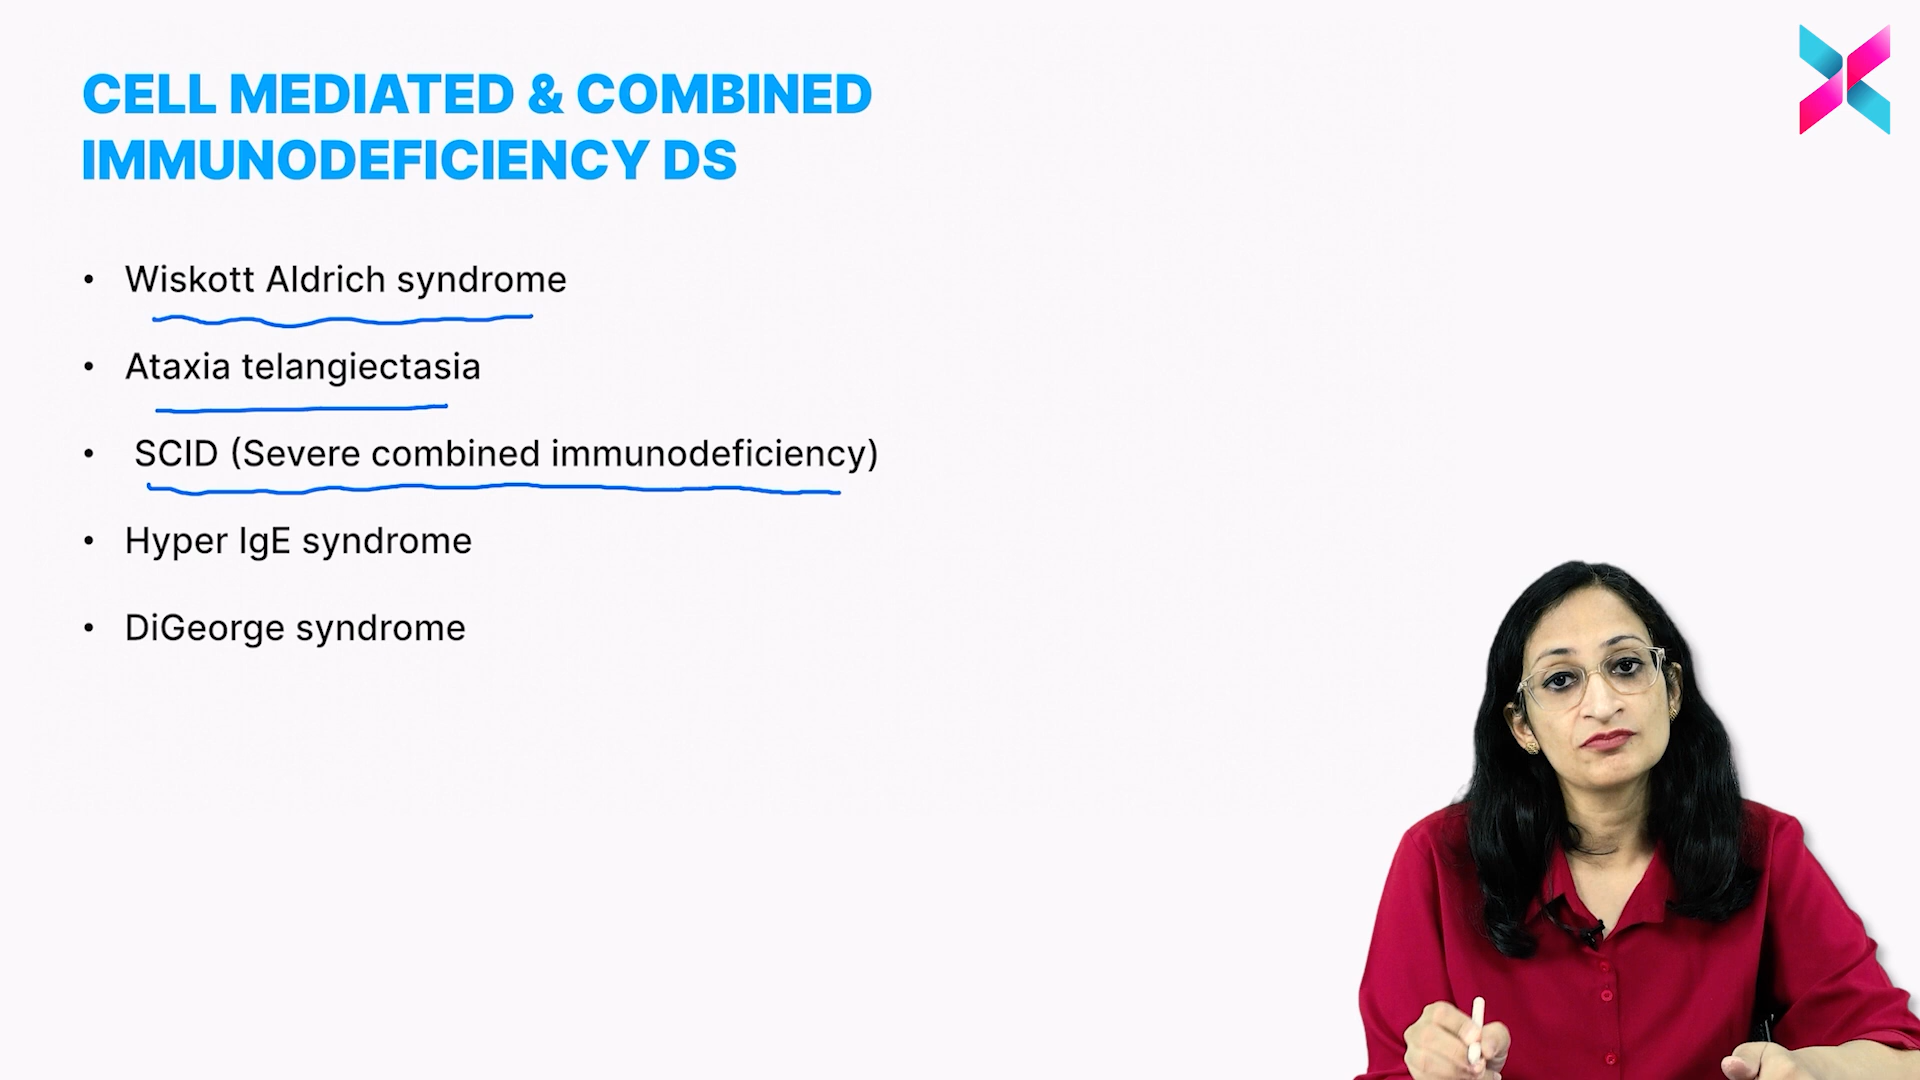 CELL MEDIATED & COMBINED
IMMUNODEFICIENCY DS
• Wiskott Aldrich syndrome
• Ataxia telangiectasia
• SCID (Severe combined immunodeficiency)
• Hyper IgE syndrome
• DiGeorge syndrome